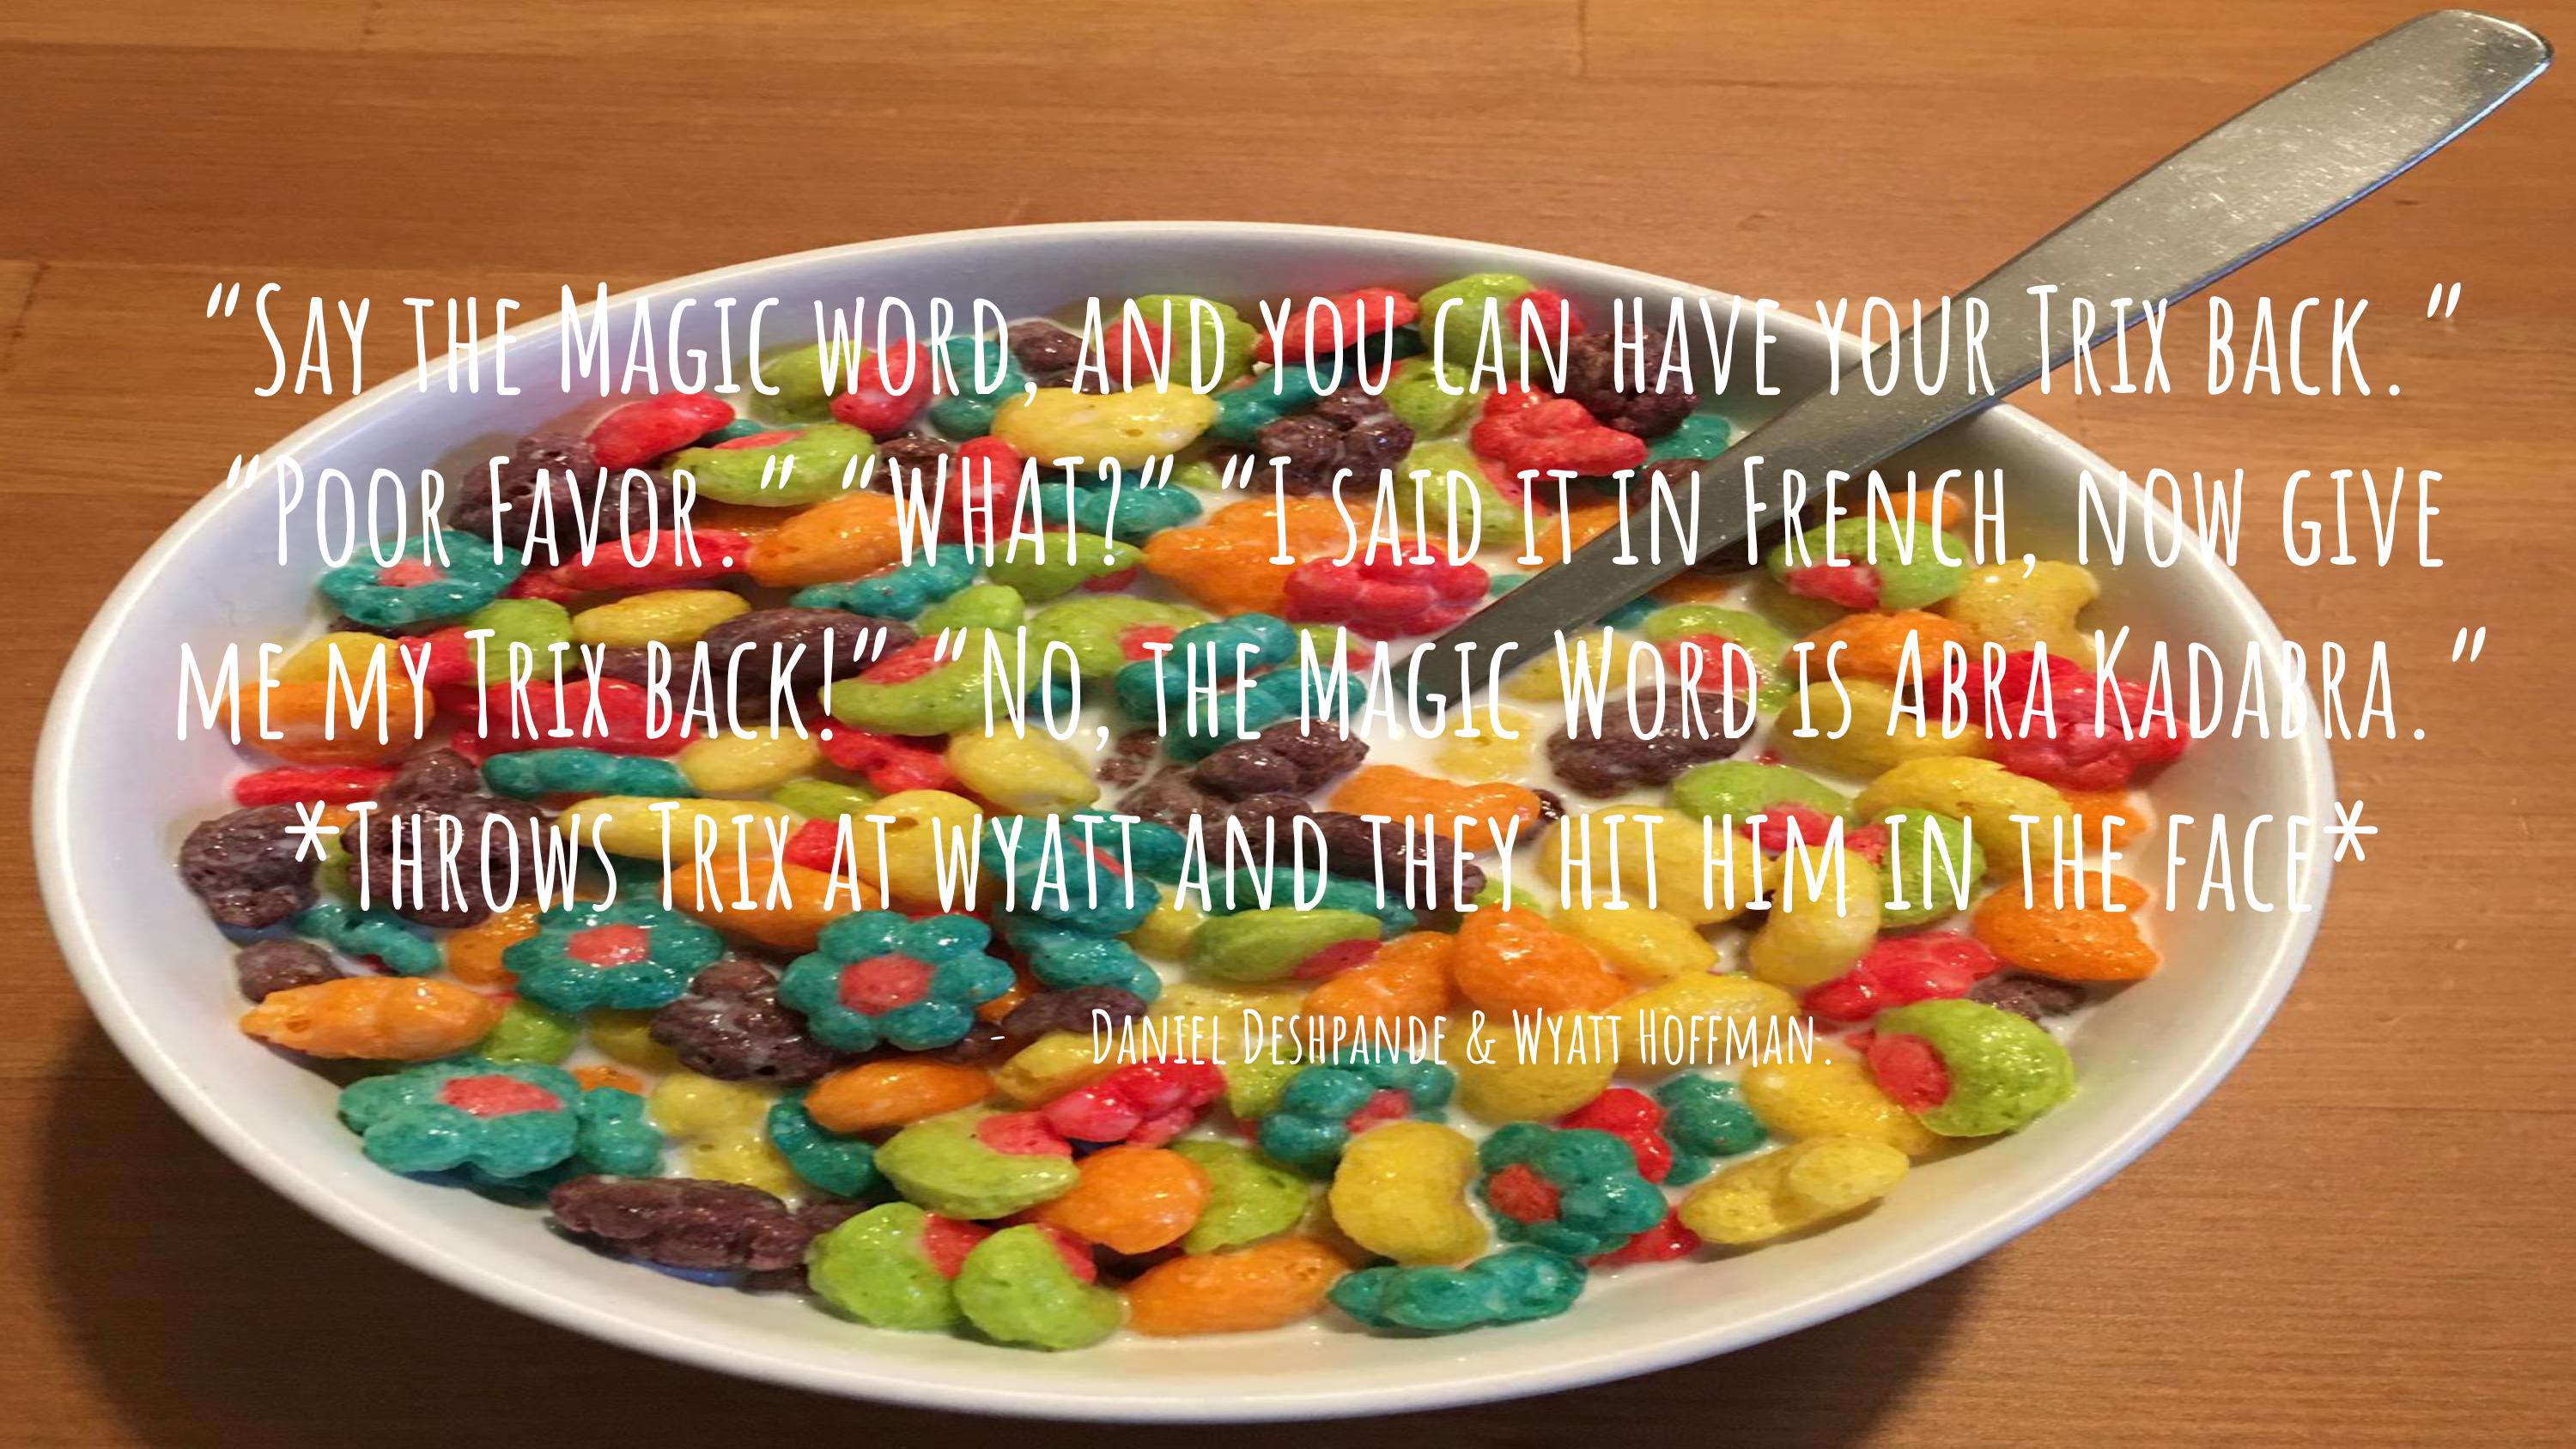 “Say the Magic word, and you can have your Trix back.”
“Poor Favor.” “WHAT?” “I said it in French, now give
me my Trix back!” “No, the Magic Word is Abra Kadabra.”
*Throws Trix at wyatt and they hit him in the face*
- Daniel Deshpande & Wyatt Hoffman.